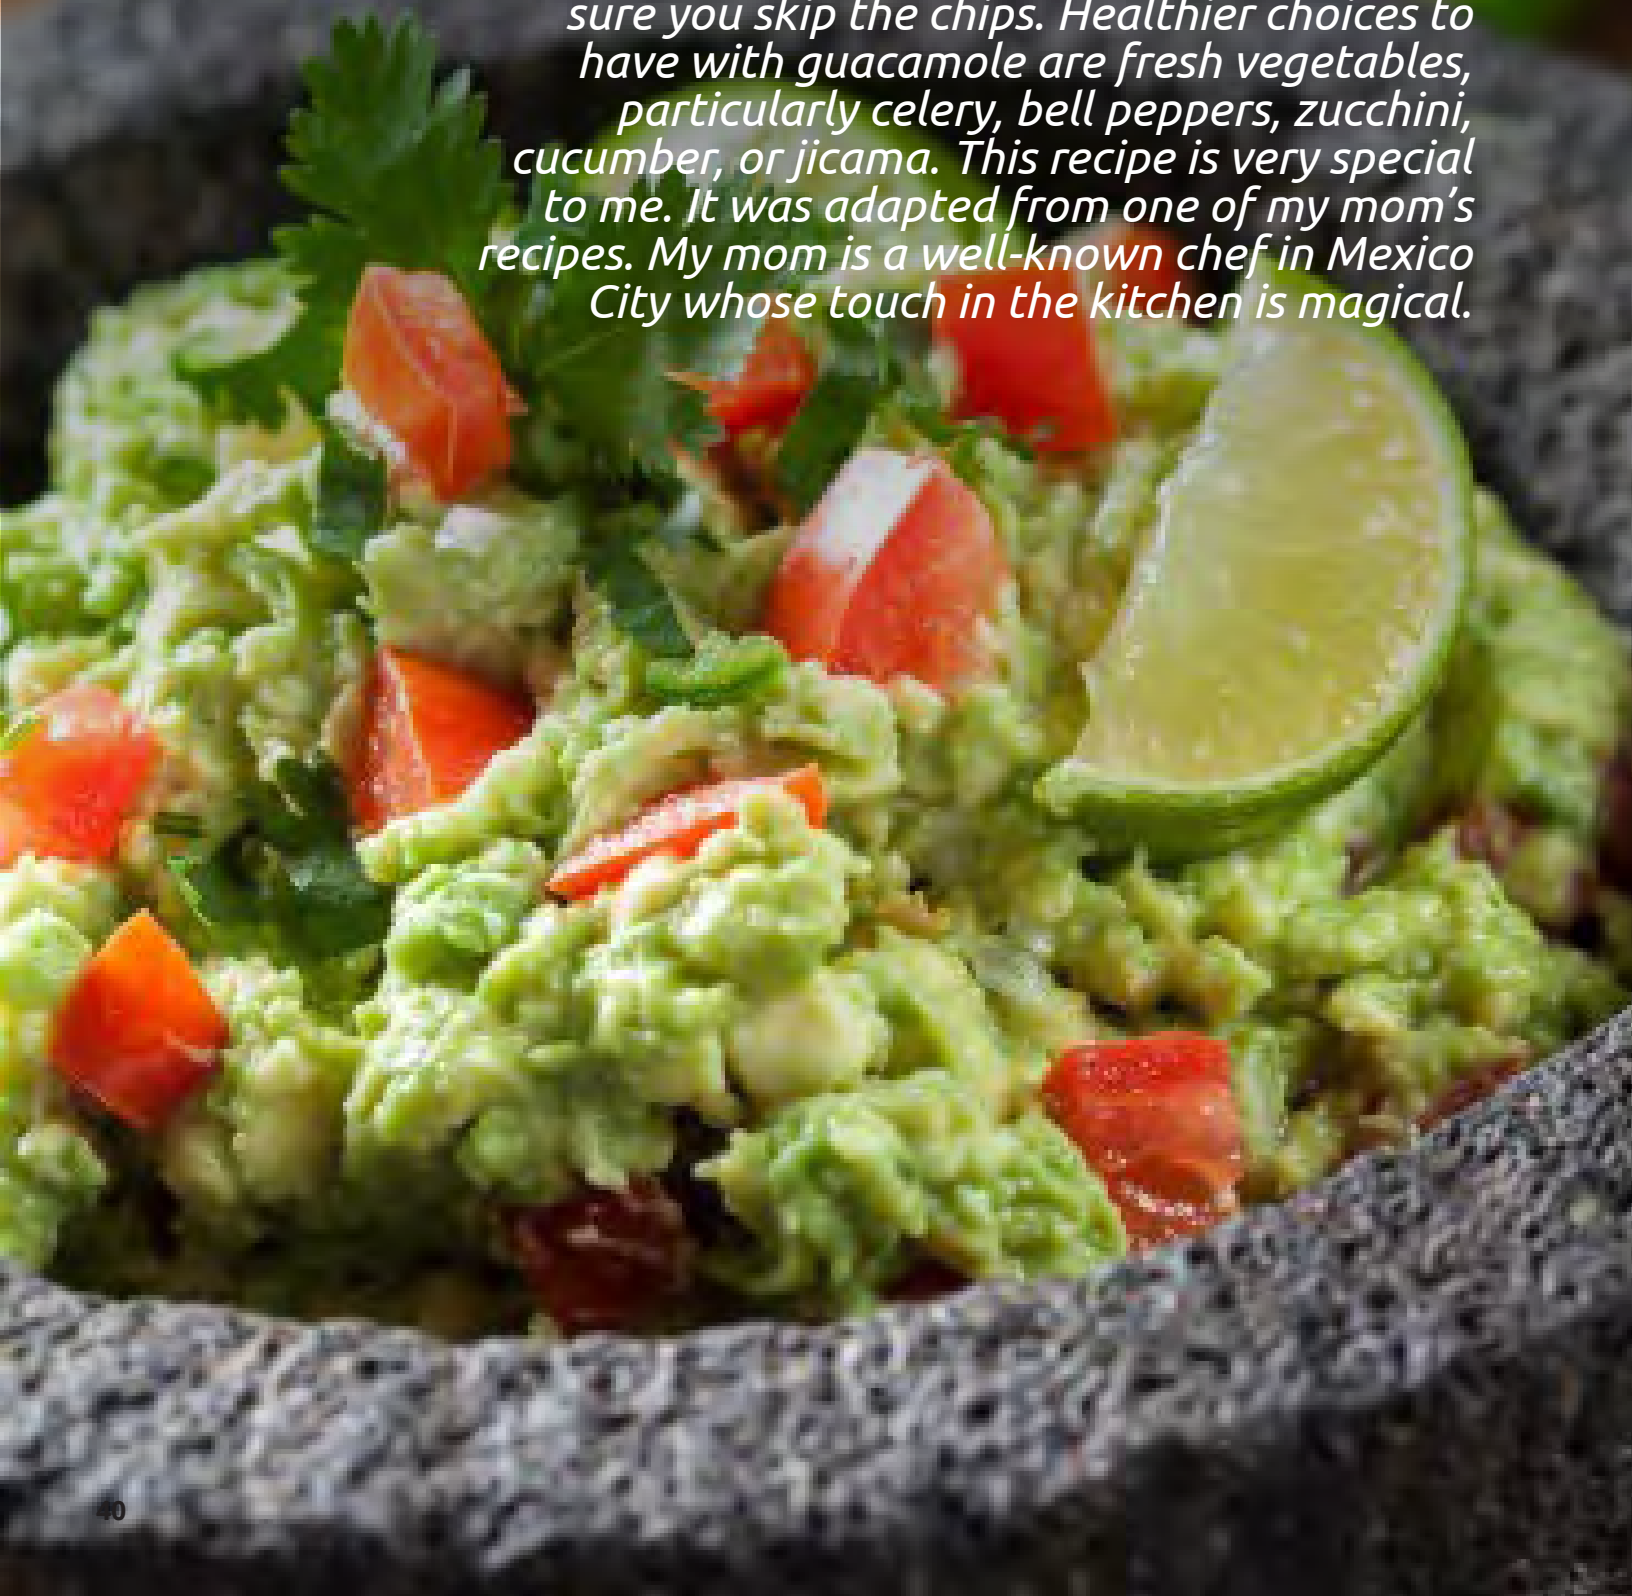 sure you skip the chips. Healthier choices to
have with guacamole are fresh vegetables,
particularly celery, bell peppers, zucchini,
cucumber, or jicama. This recipe is very special
to me. It was adapted from one of my mom’s
recipes. My mom is a well-known chef in Mexico
City whose touch in the kitchen is magical.
40